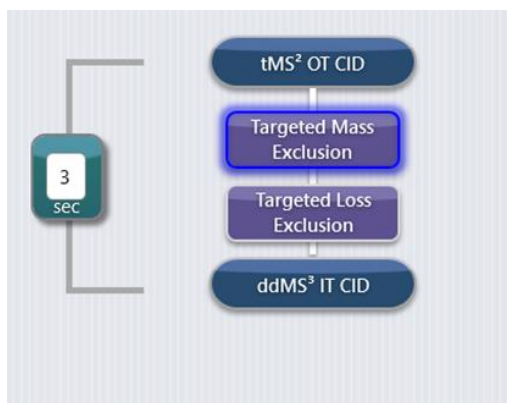 tMS² OT CID
Targeted Mass
Exclusion
3
sec
Targeted Loss
Exclusion
ddMS³ IT CID